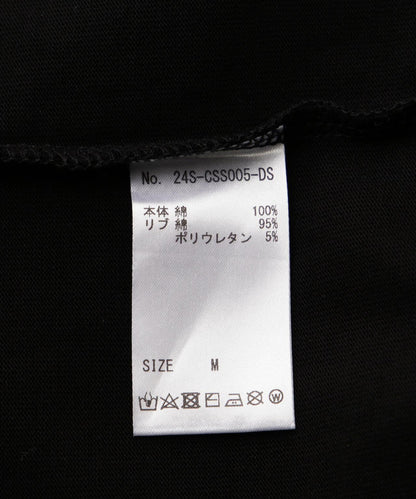 No. 24S-CSS005-DS
本体 綿 100%
リブ 綿 95%
ポリウレタン 5%
SIZE M